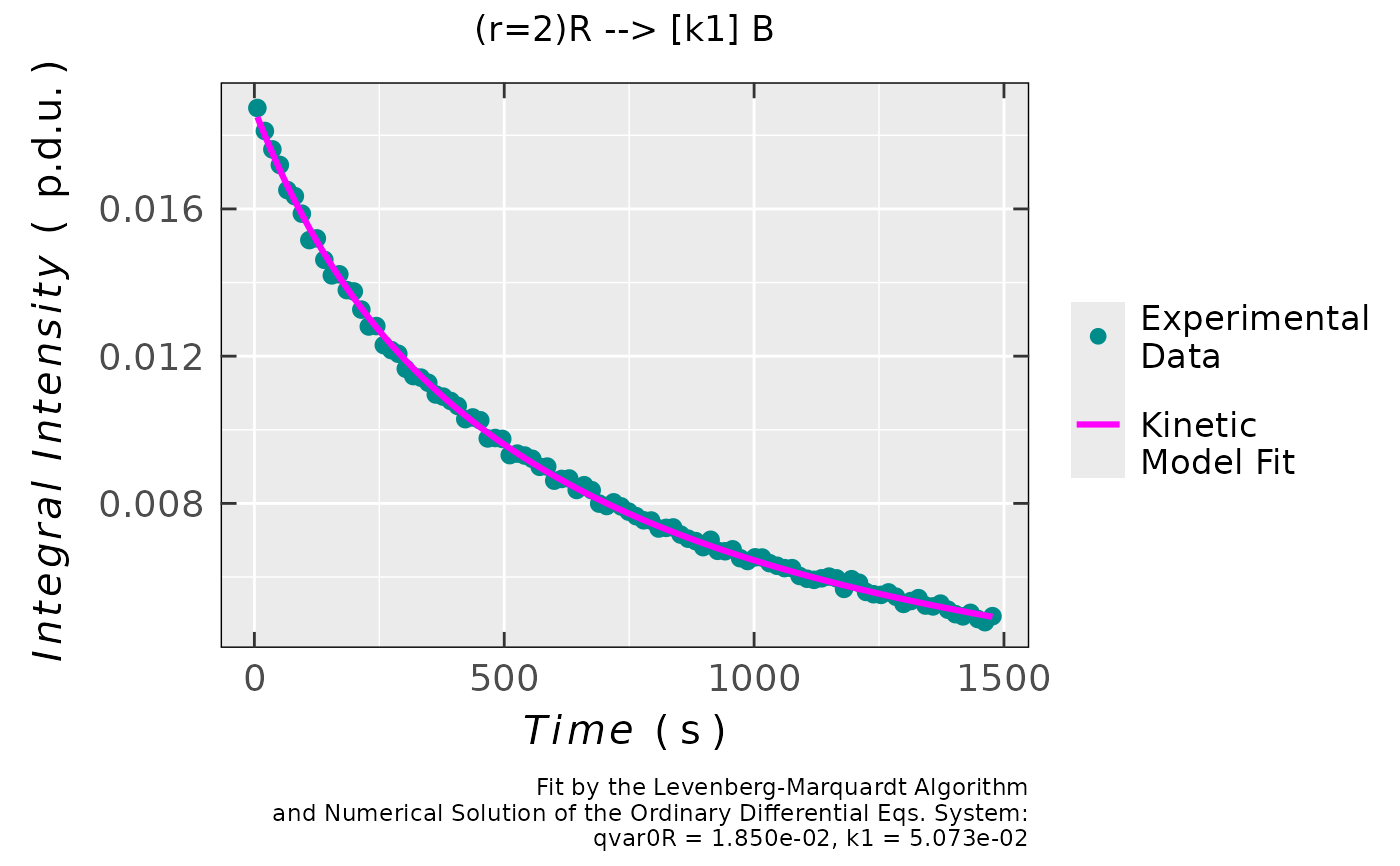 (r=2)R --> [k1] B
Integral Intensity ( p.d.u. )
0.016
0.012
0.008
0
500
1000
1500
Time ( s )
Experimental
Data
Kinetic
Model Fit
Fit by the Levenberg-Marquardt Algorithm
and Numerical Solution of the Ordinary Differential Eqs. System:
qvar0R = 1.850e-02, k1 = 5.073e-02